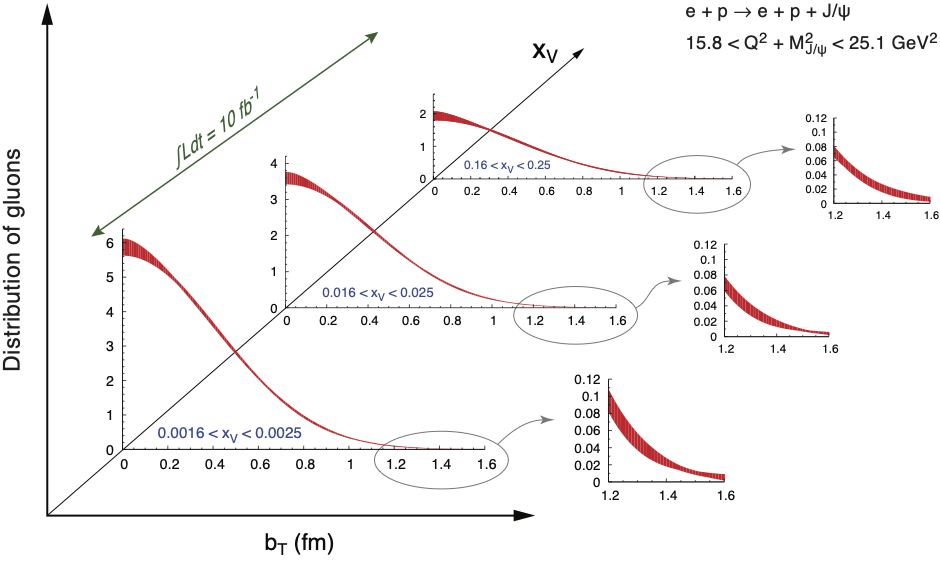 e + p → e + p + J/ψ
15.8 < Q² + M²J/ψ < 25.1 GeV²
∫Ldt = 10 fb⁻¹
xV
Distribution of gluons
2
1
0
0.16 < xV < 0.25
0 0.2 0.4 0.6 0.8 1 1.2 1.4 1.6
0.12
0.1
0.08
0.06
0.04
0.02
0
1.2 1.4 1.6
4
3
2
1
0
0.016 < xV < 0.025
0 0.2 0.4 0.6 0.8 1 1.2 1.4 1.6
0.12
0.1
0.08
0.06
0.04
0.02
0
1.2 1.4 1.6
6
5
4
3
2
1
0
0.0016 < xV < 0.0025
0 0.2 0.4 0.6 0.8 1 1.2 1.4 1.6
0.12
0.1
0.08
0.06
0.04
0.02
0
1.2 1.4 1.6
bT (fm)